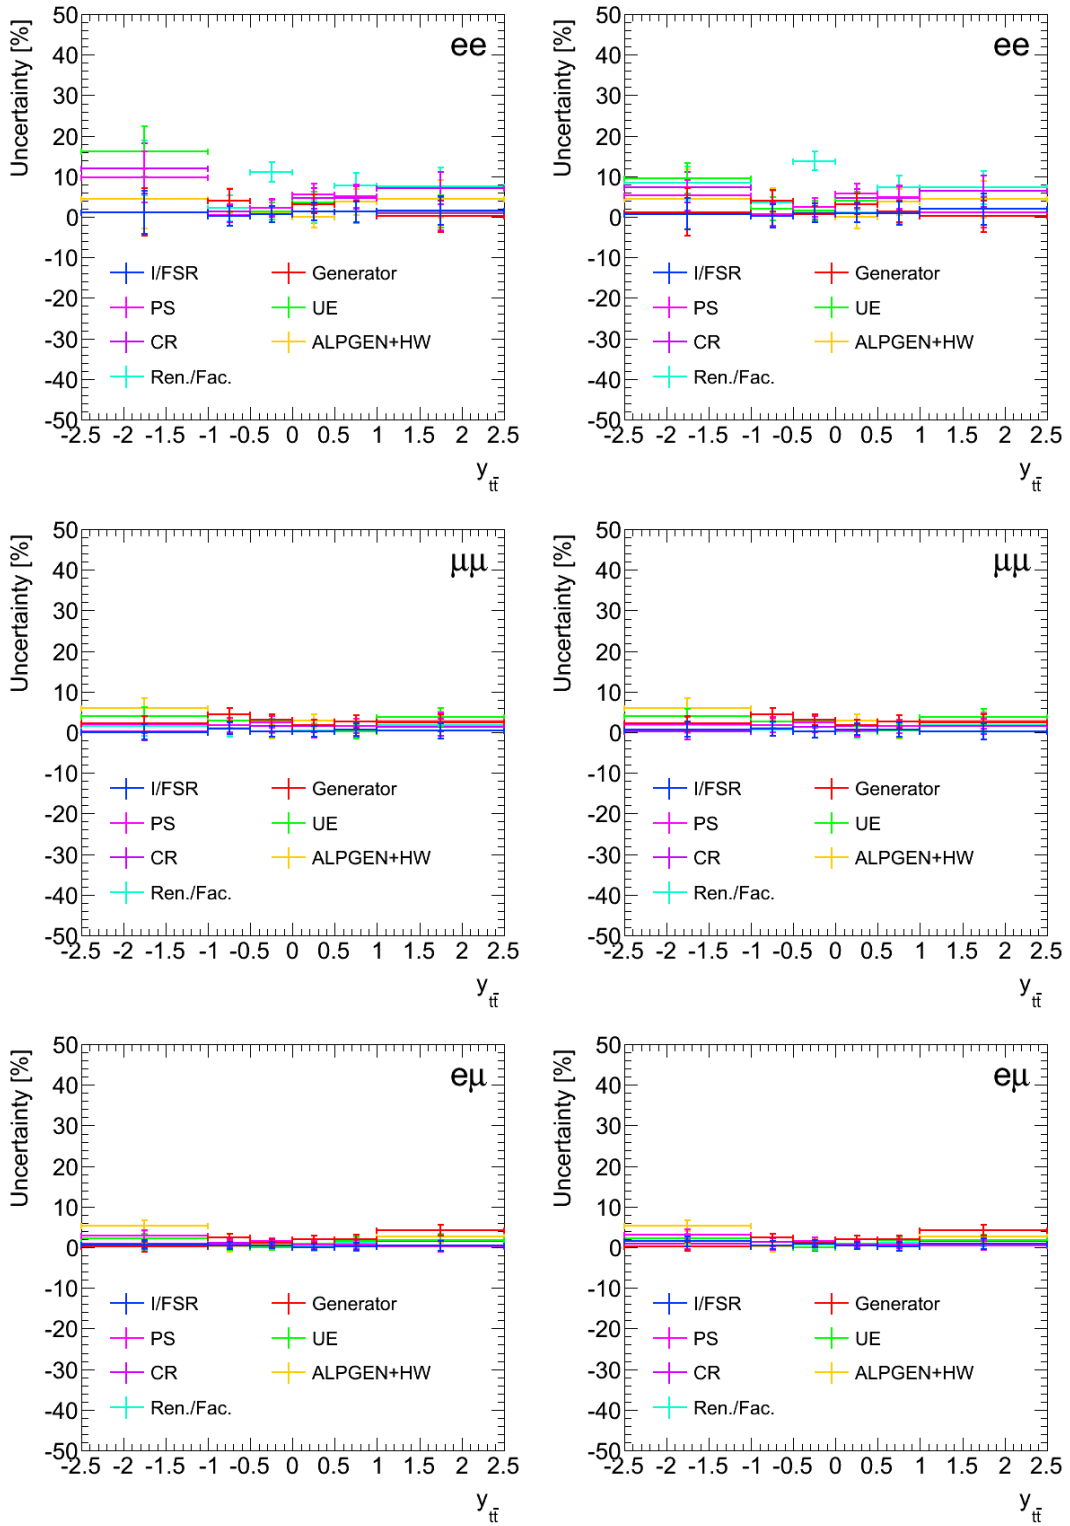 Uncertainty [%]
50
40
30
20
10
0
-10
-20
-30
-40
-50
ee
I/FSR
Generator
PS
UE
CR
ALPGEN+HW
Ren./Fac.
-2.5 -2 -1.5 -1 -0.5 0 0.5 1 1.5 2 2.5
y tt̄
Uncertainty [%]
50
40
30
20
10
0
-10
-20
-30
-40
-50
ee
I/FSR
Generator
PS
UE
CR
ALPGEN+HW
Ren./Fac.
-2.5 -2 -1.5 -1 -0.5 0 0.5 1 1.5 2 2.5
y tt̄
Uncertainty [%]
50
40
30
20
10
0
-10
-20
-30
-40
-50
μμ
I/FSR
Generator
PS
UE
CR
ALPGEN+HW
Ren./Fac.
-2.5 -2 -1.5 -1 -0.5 0 0.5 1 1.5 2 2.5
y tt̄
Uncertainty [%]
50
40
30
20
10
0
-10
-20
-30
-40
-50
μμ
I/FSR
Generator
PS
UE
CR
ALPGEN+HW
Ren./Fac.
-2.5 -2 -1.5 -1 -0.5 0 0.5 1 1.5 2 2.5
y tt̄
Uncertainty [%]
50
40
30
20
10
0
-10
-20
-30
-40
-50
eμ
I/FSR
Generator
PS
UE
CR
ALPGEN+HW
Ren./Fac.
-2.5 -2 -1.5 -1 -0.5 0 0.5 1 1.5 2 2.5
y tt̄
Uncertainty [%]
50
40
30
20
10
0
-10
-20
-30
-40
-50
eμ
I/FSR
Generator
PS
UE
CR
ALPGEN+HW
Ren./Fac.
-2.5 -2 -1.5 -1 -0.5 0 0.5 1 1.5 2 2.5
y tt̄